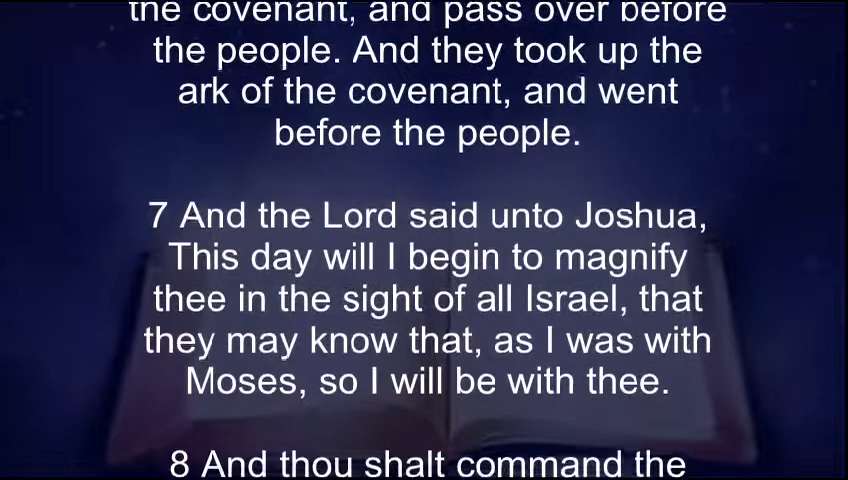 the covenant, and pass over before
the people. And they took up the
ark of the covenant, and went
before the people.
7 And the Lord said unto Joshua,
This day will I begin to magnify
thee in the sight of all Israel, that
they may know that, as I was with
Moses, so I will be with thee.
8 And thou shalt command the